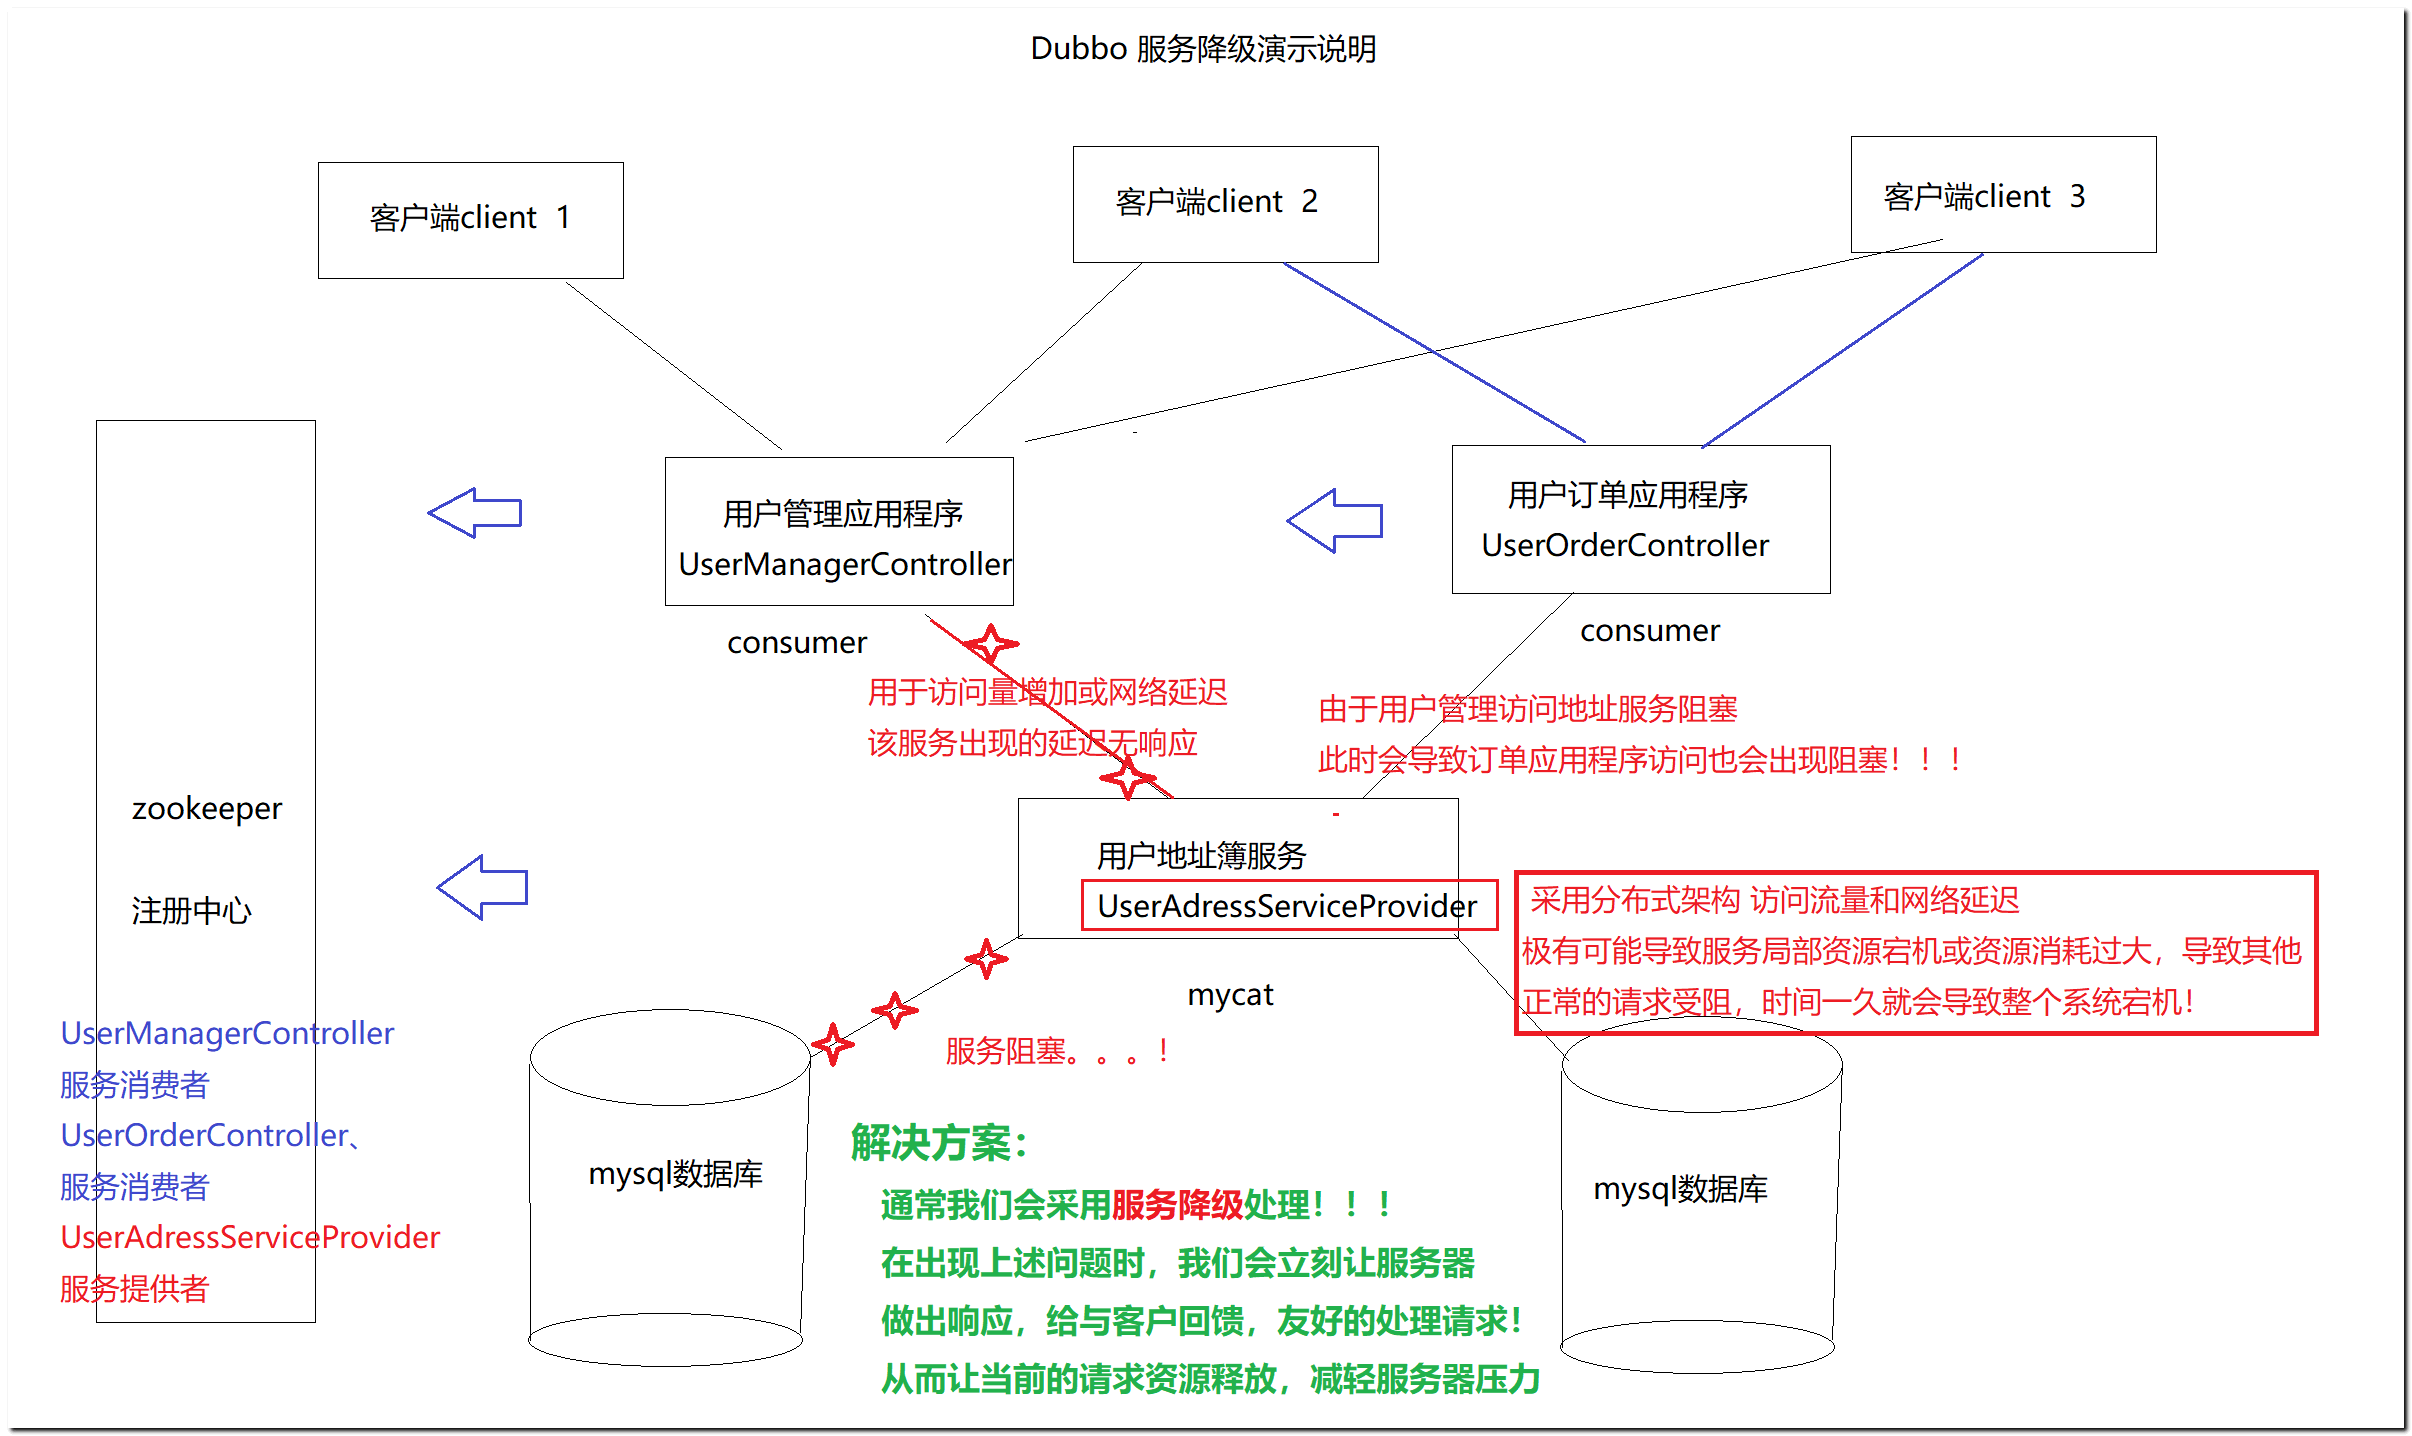 Dubbo 服务降级演示说明
客户端client  1
客户端client  2
客户端client  3
用户管理应用程序
UserManagerController
consumer
用户订单应用程序
UserOrderController
consumer
用于访问量增加或网络延迟
该服务出现的延迟无响应
由于用户管理访问地址服务阻塞
此时会导致订单应用程序访问也会出现阻塞！！！
zookeeper
注册中心
用户地址簿服务
UserAdressServiceProvider
采用分布式架构 访问流量和网络延迟
极有可能导致服务局部资源宕机或资源消耗过大，导致其他
正常的请求受阻，时间一久就会导致整个系统宕机！
mycat
服务阻塞。。。！
UserManagerController
服务消费者
UserOrderController、
服务消费者
UserAdressServiceProvider
服务提供者
mysql数据库
mysql数据库
解决方案：
通常我们会采用服务降级处理！！！
在出现上述问题时，我们会立刻让服务器
做出响应，给与客户回馈，友好的处理请求！
从而让当前的请求资源释放，减轻服务器压力